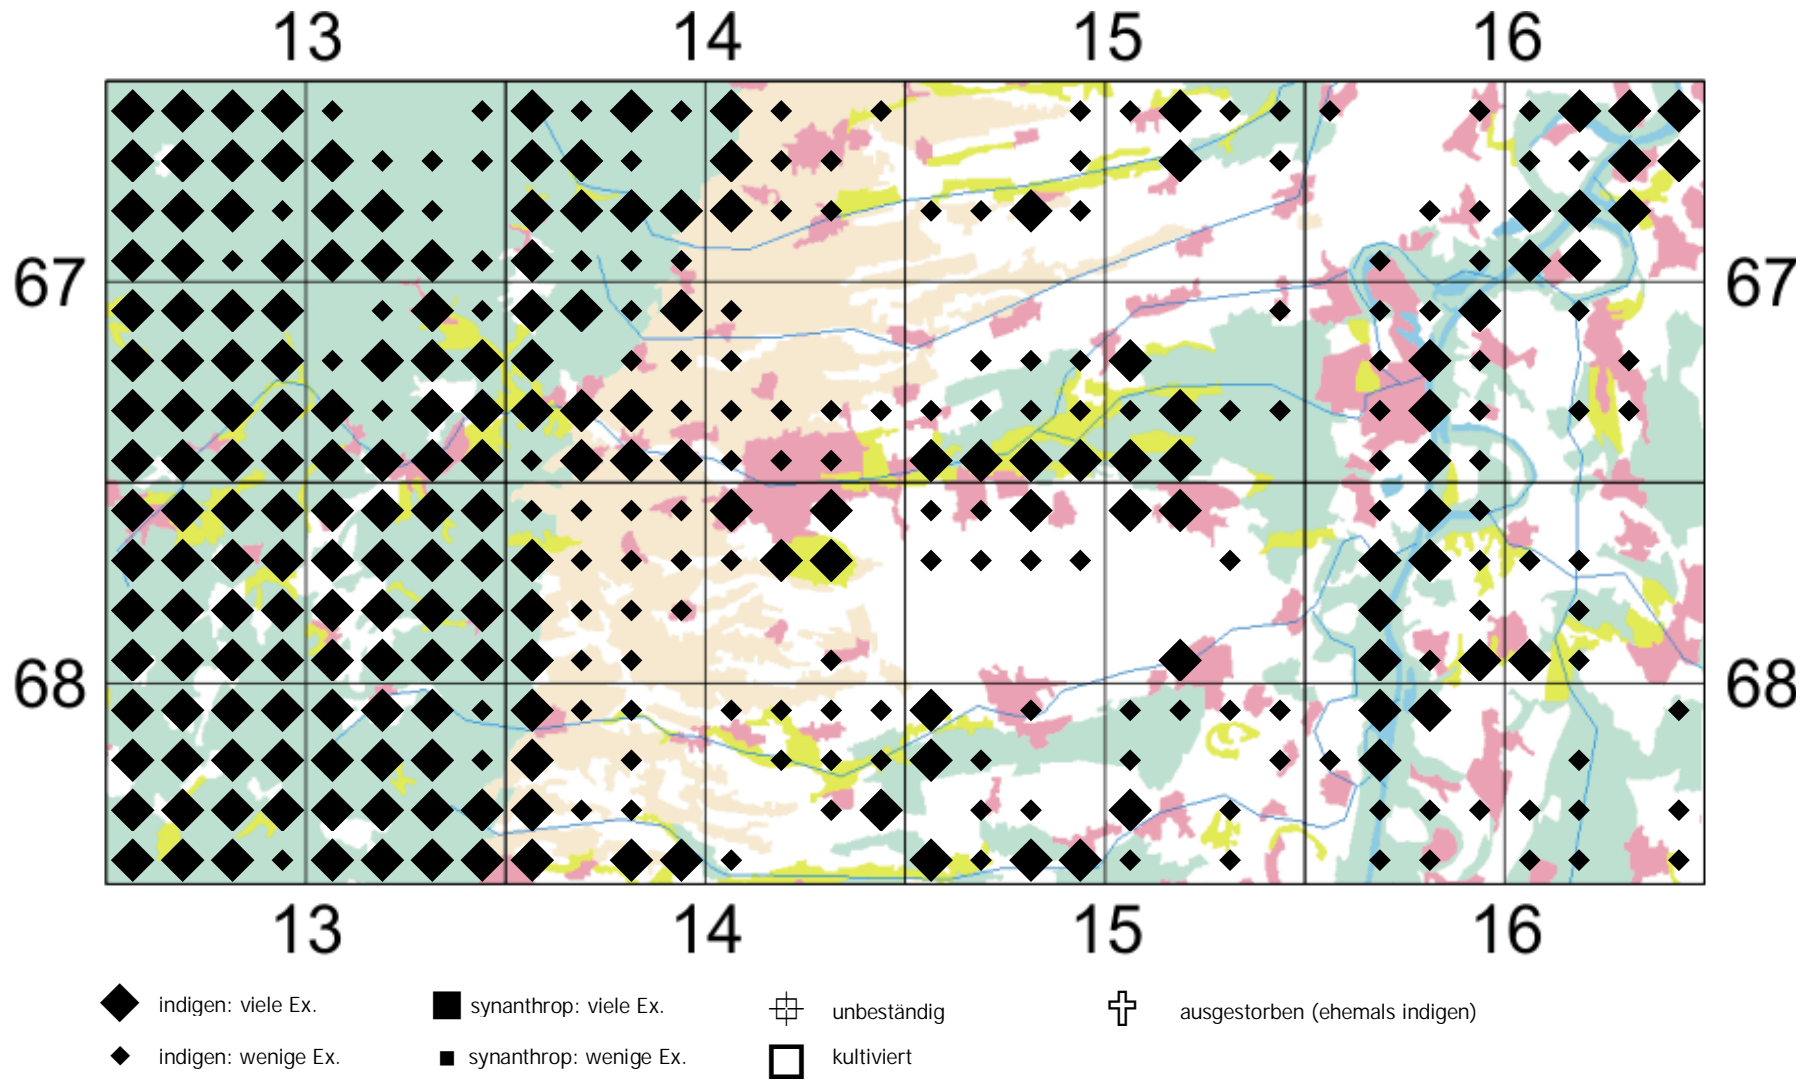 13 14 15 16
67 67
68 68
13 14 15 16
indigen: viele Ex. synanthrop: viele Ex. unbeständig ausgestorben (ehemals indigen)
indigen: wenige Ex. synanthrop: wenige Ex. kultiviert